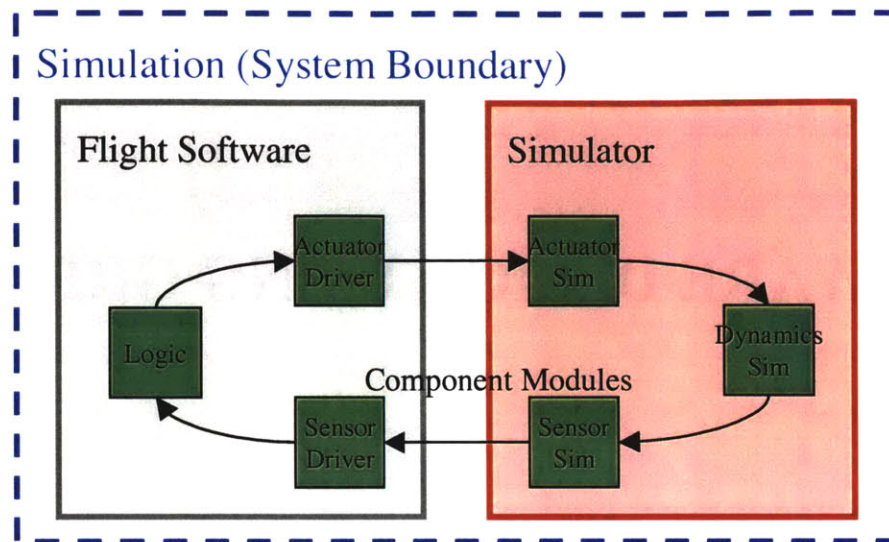 Simulation (System Boundary)
Flight Software
Simulator
Actuator
Driver
Actuator
Sim
Logic
Dynamics
Sim
Component Modules
Sensor
Driver
Sensor
Sim